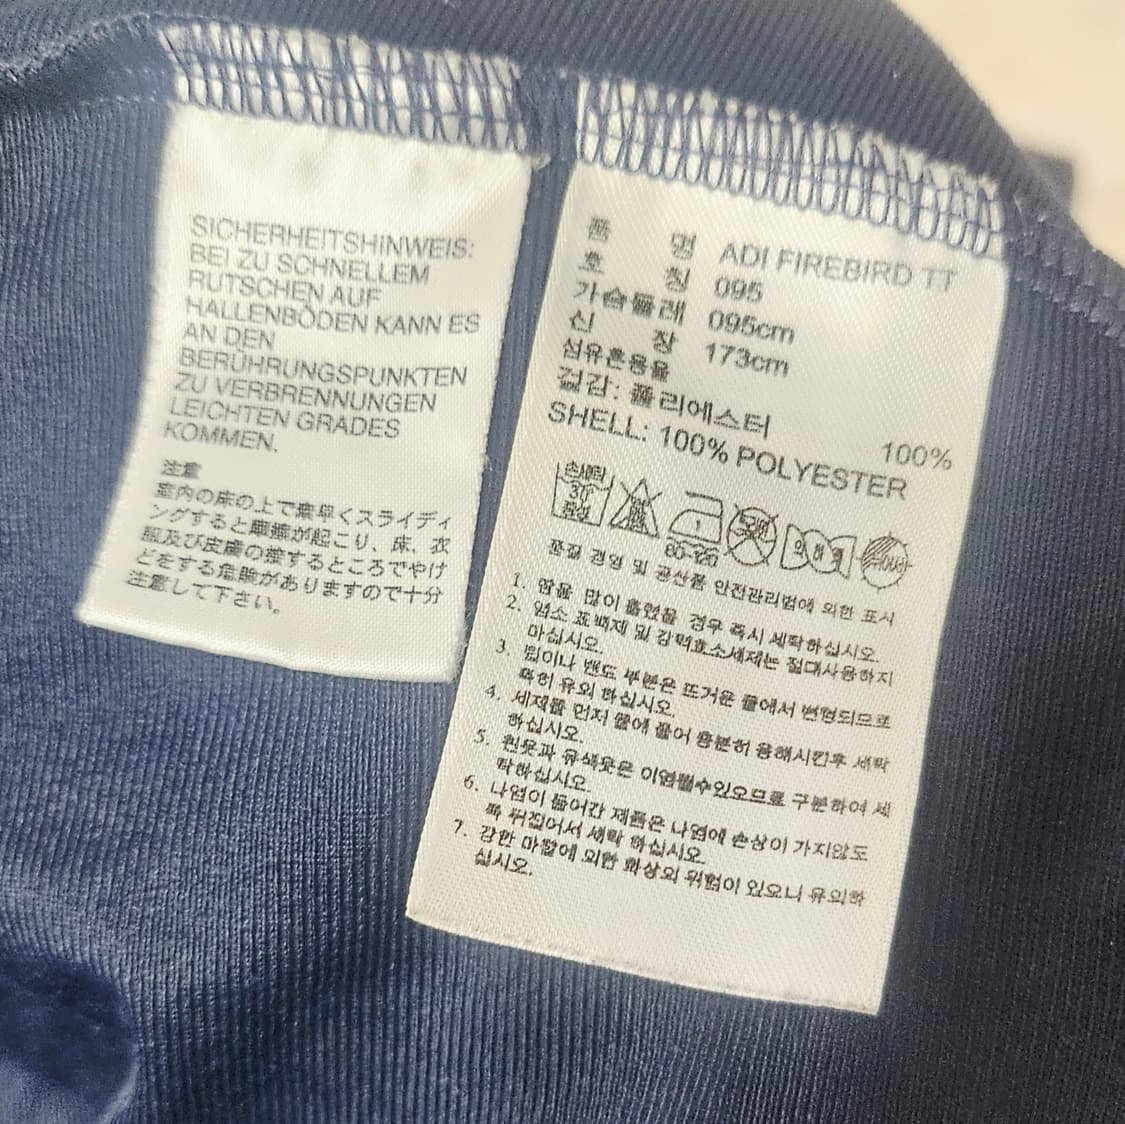 SICHERHEITSHINWEIS:
BEI ZU SCHNELLEM
RUTSCHEN AUF
HALLENBÖDEN KANN ES
AN DEN
BERÜHRUNGSPUNKTEN
ZU VERBRENNUNGEN
LEICHTEN GRADES
KOMMEN.
注意
室内の床の上で素早くスライディ
ングすると摩擦が起こり、床、衣
服及び皮膚の接するところでやけ
どをする危険がありますので十分
注意して下さい。
품 명 ADI FIREBIRD TT
호 칭 095
가슴둘레 095cm
신 장 173cm
섬유혼용율
겉감: 폴리에스터 100%
SHELL: 100% POLYESTER
손세탁
30
중성
1
80-120
드라이
약하게
품질 경영 및 공산품 안전관리법에 의한 표시
1. 땀을 많이 흘렸을 경우 즉시 세탁하십시오.
2. 염소 표백제 및 강력효소세제는 절대사용하지
마십시오.
3. 립이나 밴드 부분은 뜨거운 물에서 변형되므로
특히 유의 하십시오.
4. 세제를 먼저 물에 풀어 충분히 용해시킨후 세탁
하십시오.
5. 흰옷과 유색옷은 이염될수있으므로 구분하여 세
탁하십시오.
6. 나염이 들어간 제품은 나염에 손상이 가지않도
록 뒤집어서 세탁 하십시오.
7. 강한 마찰에 의한 화상의 위험이 있으니 유의하
십시오.